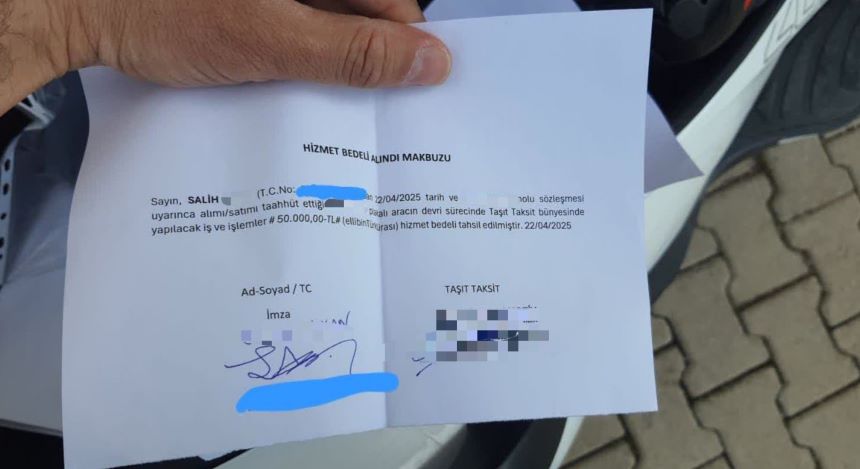 HİZMET BEDELİ ALINDI MAKBUZU
Sayın, SALİH (T.C.No: 22/04/2025 tarih ve nolu sözleşmesi
uyarınca alımı/satımı taahhüt ettiği plakalı aracın devri sürecinde Taşıt Taksit bünyesinde
yapılacak iş ve işlemler # 50.000,00-TL# (ellibinTürkLirası) hizmet bedeli tahsil edilmiştir. 22/04/2025
Ad-Soyad / TC
TAŞIT TAKSİT
İmza